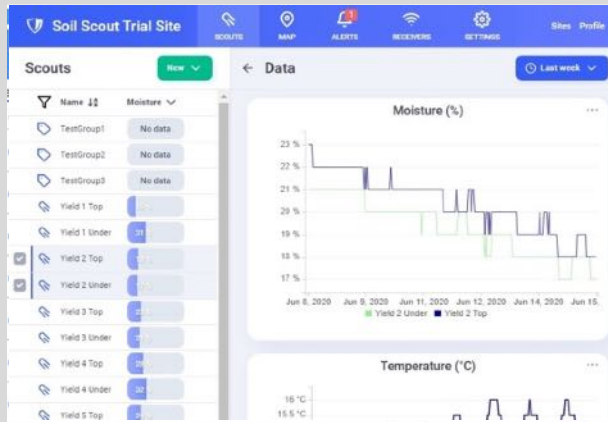 Soil Scout Trial Site
SCOUTS
MAP
ALERTS
RECEIVERS
SETTINGS
Sites Profile
Scouts
New
Data
Last week
Name
Moisture
TestGroup1 No data
TestGroup2 No data
TestGroup3 No data
Yield 1 Top
Yield 1 Under 31
Yield 2 Top
Yield 2 Under
Yield 3 Top
Yield 3 Under
Yield 4 Top
Yield 4 Under 32
Yield 5 Top
Moisture (%)
23 %
22 %
21 %
20 %
19 %
18 %
17 %
Jun 8, 2020 Jun 9, 2020 Jun 11, 2020 Jun 12, 2020 Jun 14, 2020 Jun 15,
Yield 2 Under Yield 2 Top
Temperature (°C)
16 °C
15.5 °C